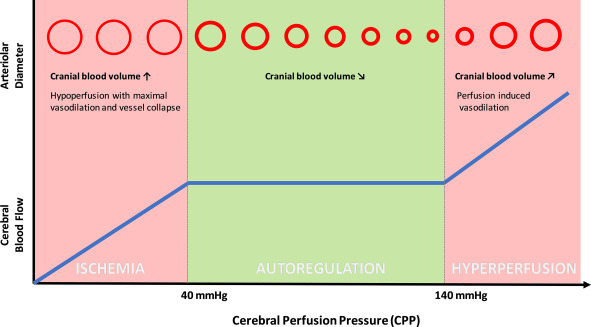 Arteriolar
Diameter
Cranial blood volume ↑
Hypoperfusion with maximal
vasodilation and vessel collapse
Cranial blood volume ↘
Cranial blood volume ↗
Perfusion induced
vasodilation
Cerebral
Blood Flow
ISCHEMIA
AUTOREGULATION
HYPERPERFUSION
40 mmHg
140 mmHg
Cerebral Perfusion Pressure (CPP)